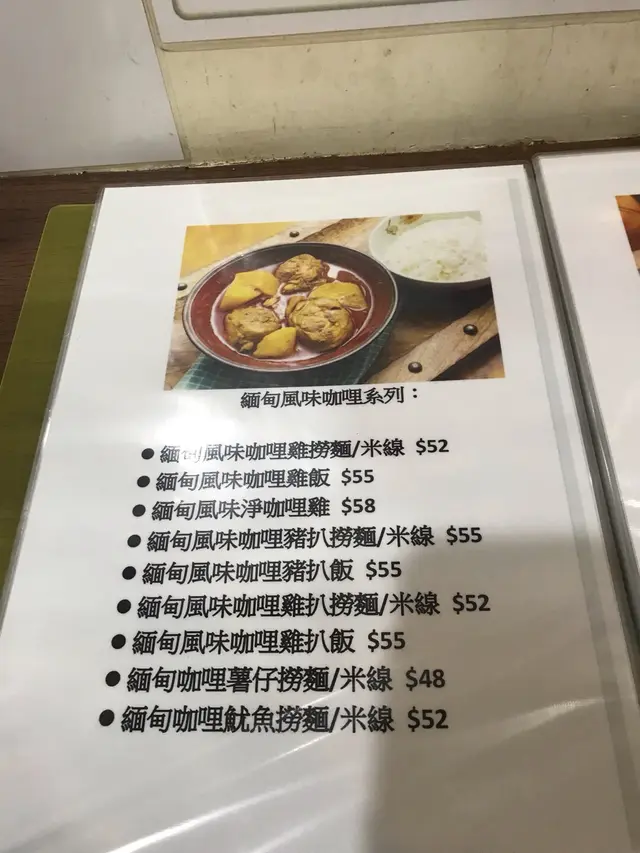 緬甸風味咖哩系列：
● 緬甸風味咖哩雞撈麵/米線 $52
● 緬甸風味咖哩雞飯 $55
● 緬甸風味淨咖哩雞 $58
● 緬甸風味咖哩豬扒撈麵/米線 $55
● 緬甸風味咖哩豬扒飯 $55
● 緬甸風味咖哩雞扒撈麵/米線 $52
● 緬甸風味咖哩雞扒飯 $55
● 緬甸咖哩薯仔撈麵/米線 $48
● 緬甸咖哩魷魚撈麵/米線 $52